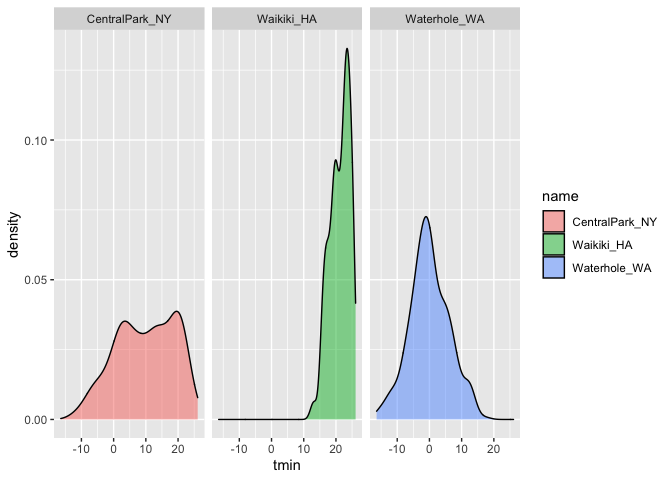 CentralPark_NY Waikiki_HA Waterhole_WA
0.10
0.05
0.00
density
-10 0 10 20 -10 0 10 20 -10 0 10 20
tmin
name
CentralPark_NY
Waikiki_HA
Waterhole_WA